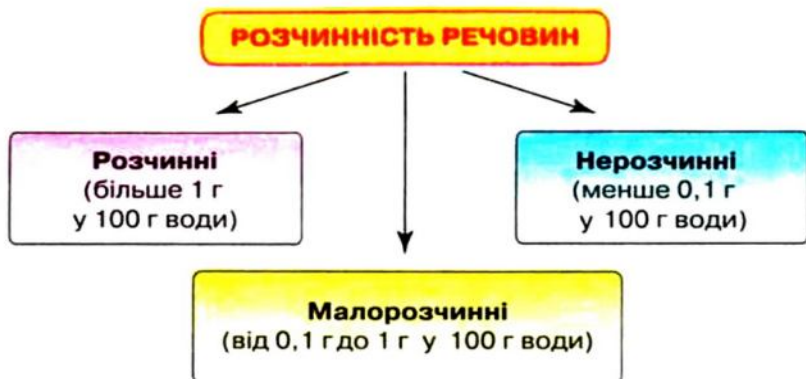 РОЗЧИННІСТЬ РЕЧОВИН
Розчинні
(більше 1 г
у 100 г води)
Нерозчинні
(менше 0,1 г
у 100 г води)
Малорозчинні
(від 0,1 г до 1 г у 100 г води)